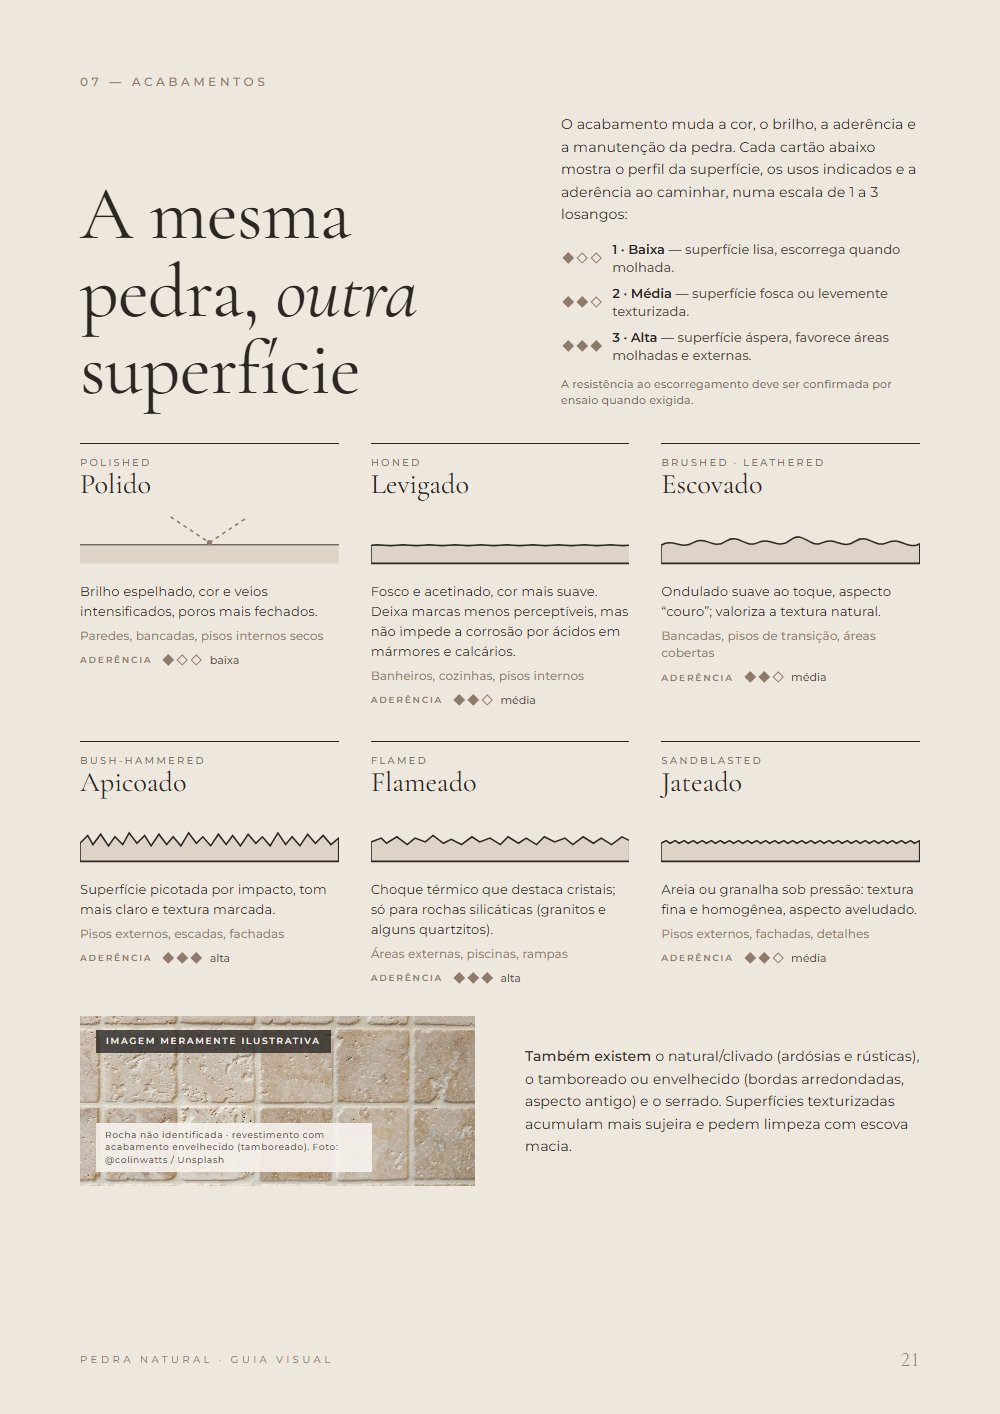 07 — ACABAMENTOS
A mesma
pedra, outra
superfície
O acabamento muda a cor, o brilho, a aderência e
a manutenção da pedra. Cada cartão abaixo
mostra o perfil da superfície, os usos indicados e a
aderência ao caminhar, numa escala de 1 a 3
losangos:
◆◇◇ 1 · Baixa — superfície lisa, escorrega quando
molhada.
◆◆◇ 2 · Média — superfície fosca ou levemente
texturizada.
◆◆◆ 3 · Alta — superfície áspera, favorece áreas
molhadas e externas.
A resistência ao escorregamento deve ser confirmada por
ensaio quando exigida.
POLISHED
Polido
Brilho espelhado, cor e veios
intensificados, poros mais fechados.
Paredes, bancadas, pisos internos secos
ADERÊNCIA ◆◇◇ baixa
HONED
Levigado
Fosco e acetinado, cor mais suave.
Deixa marcas menos perceptíveis, mas
não impede a corrosão por ácidos em
mármores e calcários.
Banheiros, cozinhas, pisos internos
ADERÊNCIA ◆◆◇ média
BRUSHED · LEATHERED
Escovado
Ondulado suave ao toque, aspecto
“couro”; valoriza a textura natural.
Bancadas, pisos de transição, áreas
cobertas
ADERÊNCIA ◆◆◇ média
BUSH-HAMMERED
Apicoado
Superfície picotada por impacto, tom
mais claro e textura marcada.
Pisos externos, escadas, fachadas
ADERÊNCIA ◆◆◆ alta
FLAMED
Flameado
Choque térmico que destaca cristais;
só para rochas silicáticas (granitos e
alguns quartzitos).
Áreas externas, piscinas, rampas
ADERÊNCIA ◆◆◆ alta
SANDBLASTED
Jateado
Areia ou granalha sob pressão: textura
fina e homogênea, aspecto aveludado.
Pisos externos, fachadas, detalhes
ADERÊNCIA ◆◆◇ média
IMAGEM MERAMENTE ILUSTRATIVA
Rocha não identificada · revestimento com
acabamento envelhecido (tamboreado). Foto:
@colinwatts / Unsplash
Também existem o natural/clivado (ardósias e rústicas),
o tamboreado ou envelhecido (bordas arredondadas,
aspecto antigo) e o serrado. Superfícies texturizadas
acumulam mais sujeira e pedem limpeza com escova
macia.
PEDRA NATURAL · GUIA VISUAL
21